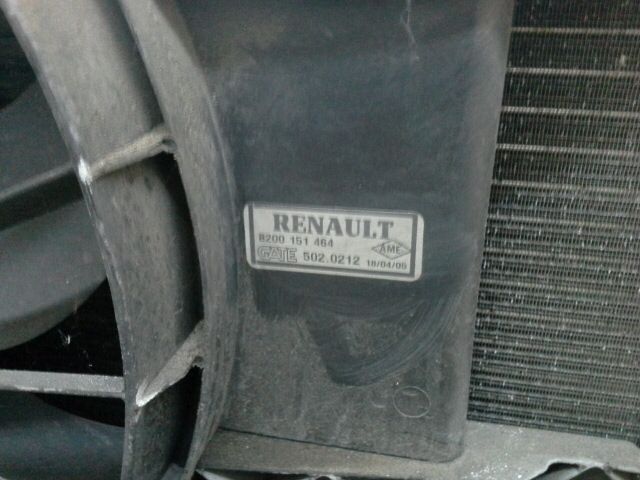 RENAULT
8200 151 464
GATE 502.0212 18/04/05
AME